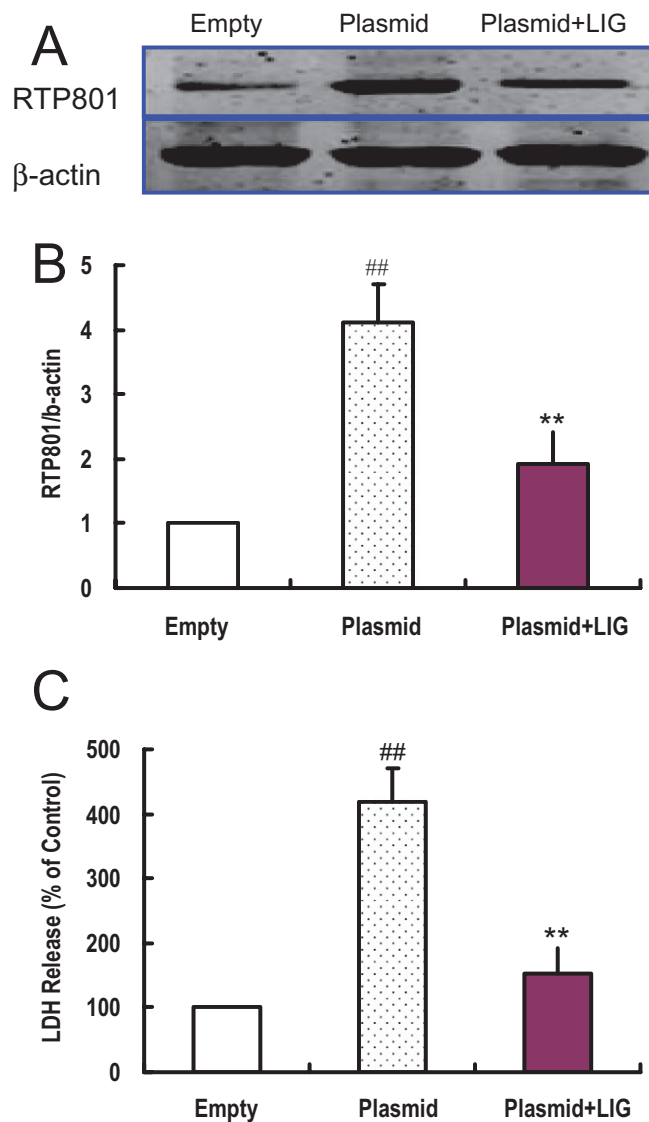 A
Empty Plasmid Plasmid+LIG
RTP801
β-actin
B
RTP801/b-actin
5
4
3
2
1
0
##
**
Empty Plasmid Plasmid+LIG
C
LDH Release (% of Control)
500
400
300
200
100
0
##
**
Empty Plasmid Plasmid+LIG